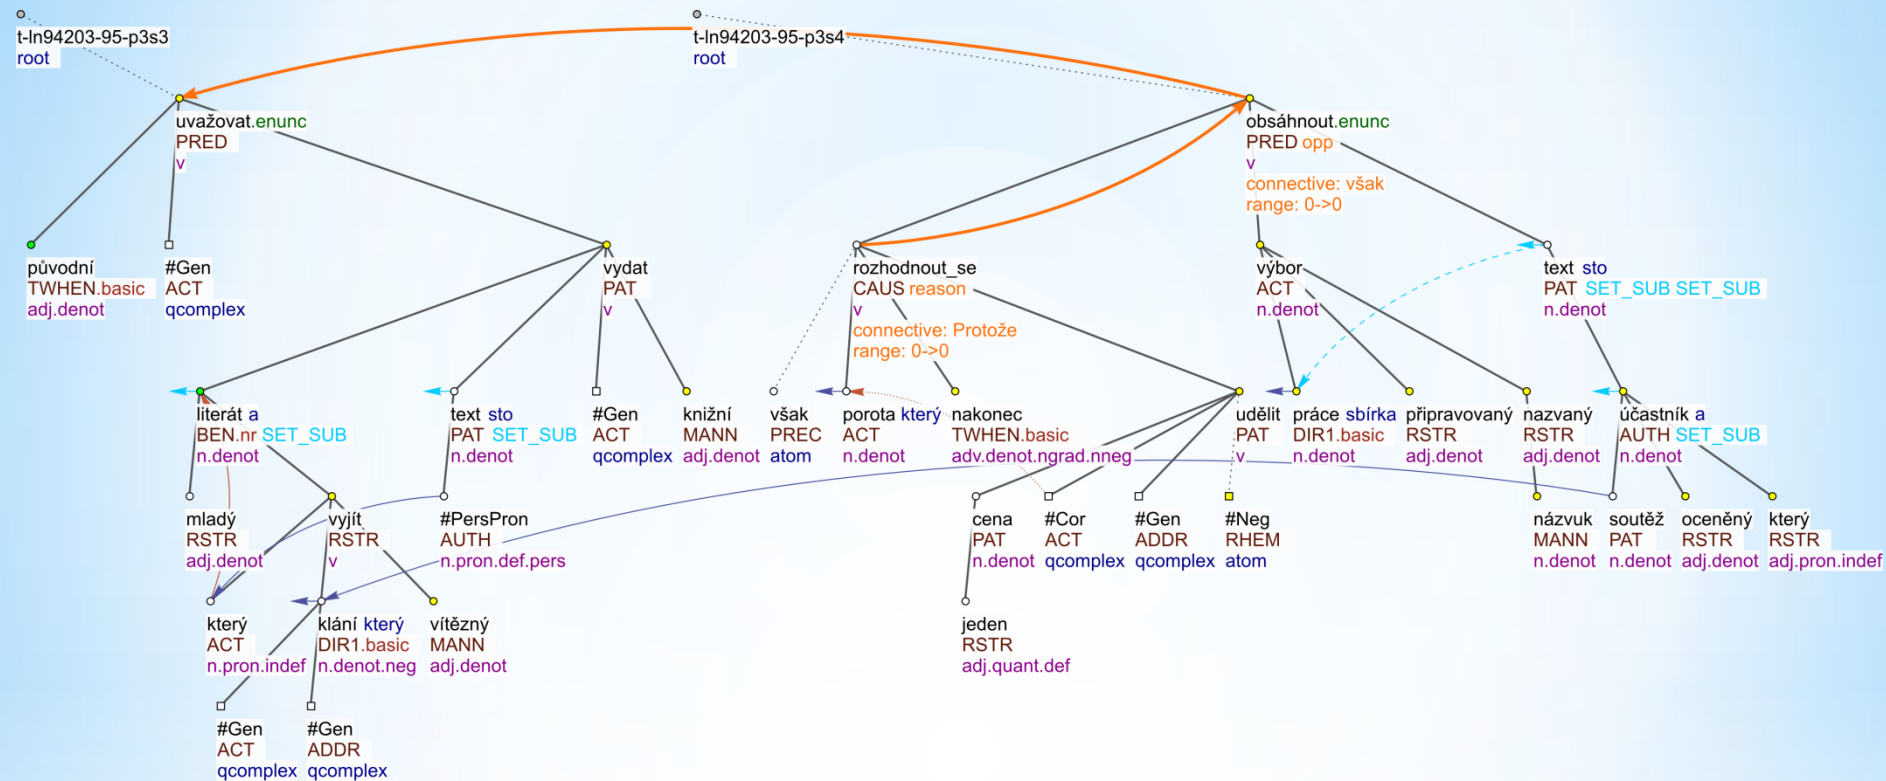 t-ln94203-95-p3s3
root
t-ln94203-95-p3s4
root
uvažovat.enunc
PRED
v
obsáhnout.enunc
PRED opp
v
connective: však
range: 0->0
původní
TWHEN.basic
adj.denot
#Gen
ACT
qcomplex
vydat
PAT
v
rozhodnout_se
CAUS reason
v
connective: Protože
range: 0->0
výbor
ACT
n.denot
text sto
PAT SET_SUB SET_SUB
n.denot
literát a
BEN.nr SET_SUB
n.denot
text sto
PAT SET_SUB
n.denot
#Gen
ACT
qcomplex
knižní
MANN
adj.denot
však
PREC
atom
porota který
ACT
n.denot
nakonec
TWHEN.basic
adv.denot.ngrad.nneg
udělit
PAT
v
práce sbírka
DIR1.basic
n.denot
připravovaný
RSTR
adj.denot
nazvaný
RSTR
adj.denot
účastník a
AUTH SET_SUB
n.denot
mladý
RSTR
adj.denot
vyjít
RSTR
v
#PersPron
AUTH
n.pron.def.pers
cena
PAT
n.denot
#Cor
ACT
qcomplex
#Gen
ADDR
qcomplex
#Neg
RHEM
atom
názvuk
MANN
n.denot
soutěž
PAT
n.denot
oceněný
RSTR
adj.denot
který
RSTR
adj.pron.indef
který
ACT
n.pron.indef
klání který
DIR1.basic
n.denot.neg
vítězný
MANN
adj.denot
jeden
RSTR
adj.quant.def
#Gen
ACT
qcomplex
#Gen
ADDR
qcomplex